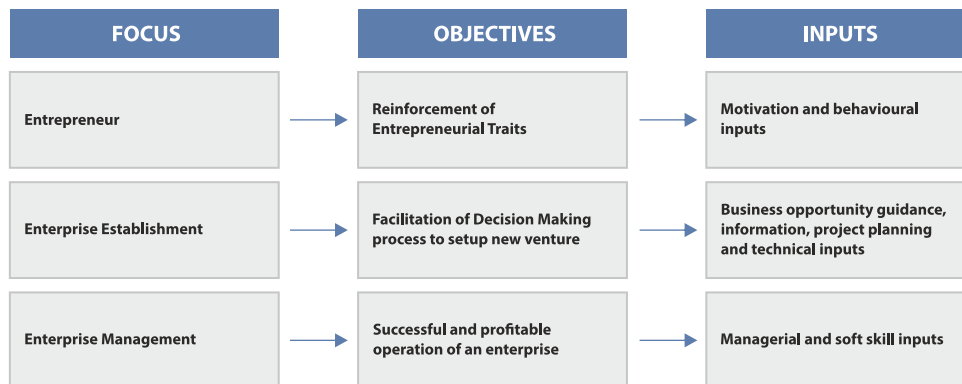 FOCUS
OBJECTIVES
INPUTS
Entrepreneur
Reinforcement of
Entrepreneurial Traits
Motivation and behavioural
inputs
Enterprise Establishment
Facilitation of Decision Making
process to setup new venture
Business opportunity guidance,
information, project planning
and technical inputs
Enterprise Management
Successful and profitable
operation of an enterprise
Managerial and soft skill inputs